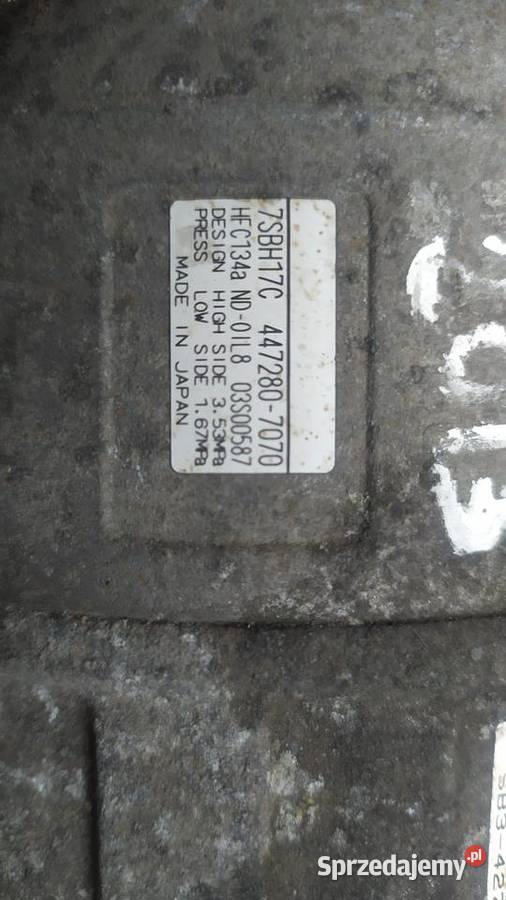 7SBH17C 447280-7070
HFC134a ND-OIL8 03S00587
DESIGN HIGH SIDE 3.53MPa
PRESS LOW SIDE 1.67MPa
MADE IN JAPAN
Sprzedajemy.pl